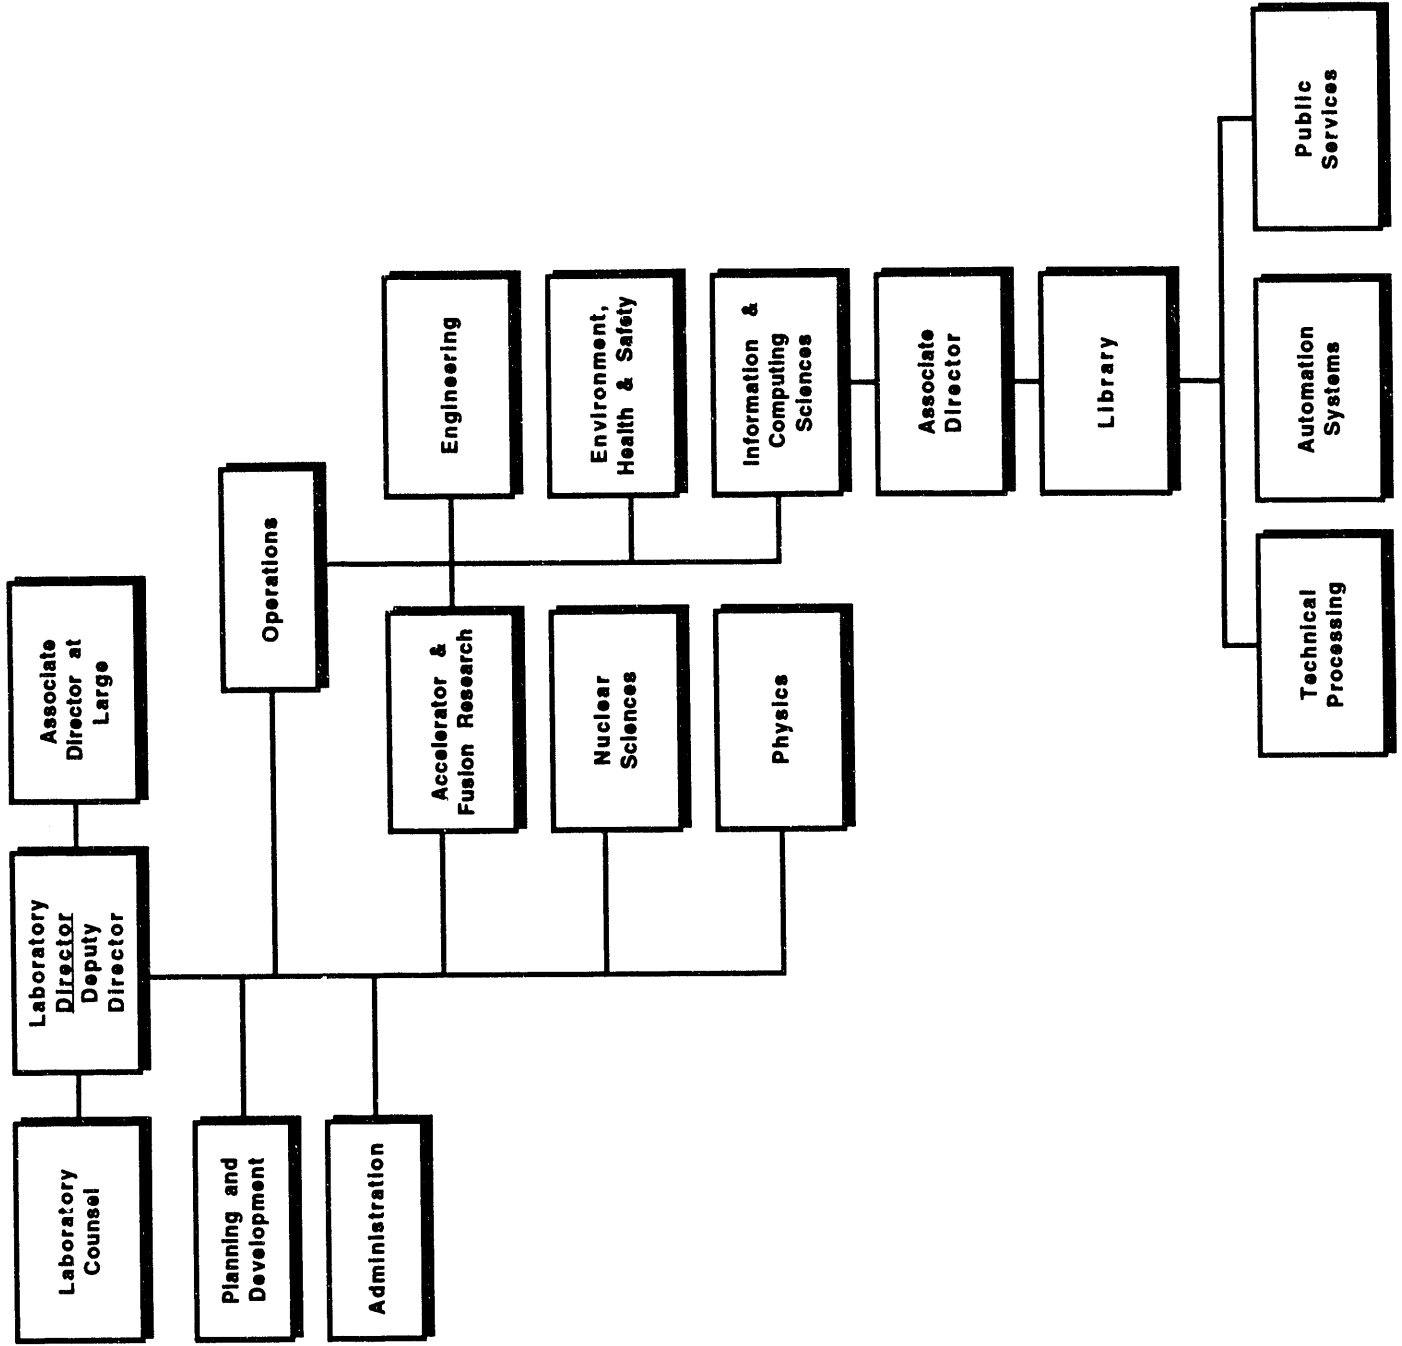 Laboratory
Counsel
Laboratory
Director
Deputy
Director
Associate
Director at
Large
Planning and
Development
Operations
Administration
Accelerator &
Fusion Research
Engineering
Nuclear
Sciences
Environment,
Health & Safety
Physics
Information &
Computing
Sciences
Associate
Director
Library
Technical
Processing
Automation
Systems
Public
Services